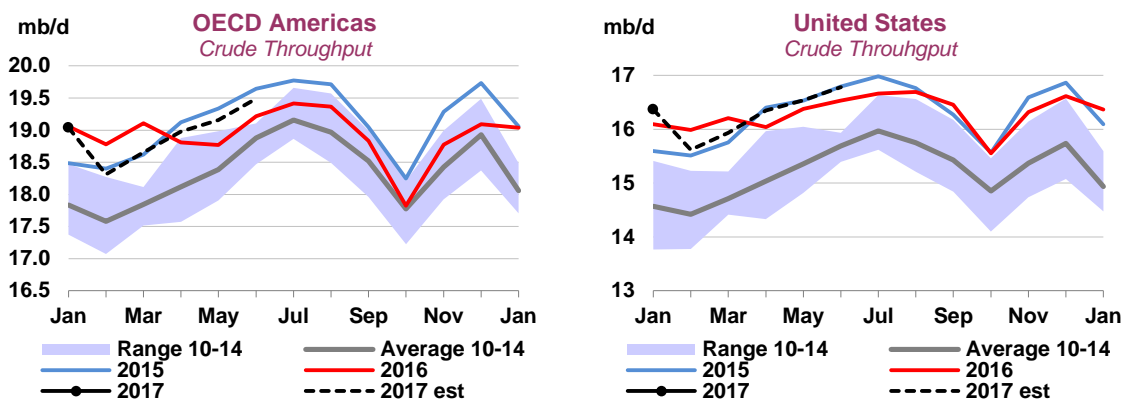 OECD Americas
Crude Throughput
mb/d
20.0
19.5
19.0
18.5
18.0
17.5
17.0
16.5
Jan Mar May Jul Sep Nov Jan
Range 10-14 Average 10-14
2015 2016
2017 2017 est
United States
Crude Throuhgput
mb/d
17
16
15
14
13
Jan Mar May Jul Sep Nov Jan
Range 10-14 Average 10-14
2015 2016
2017 2017 est